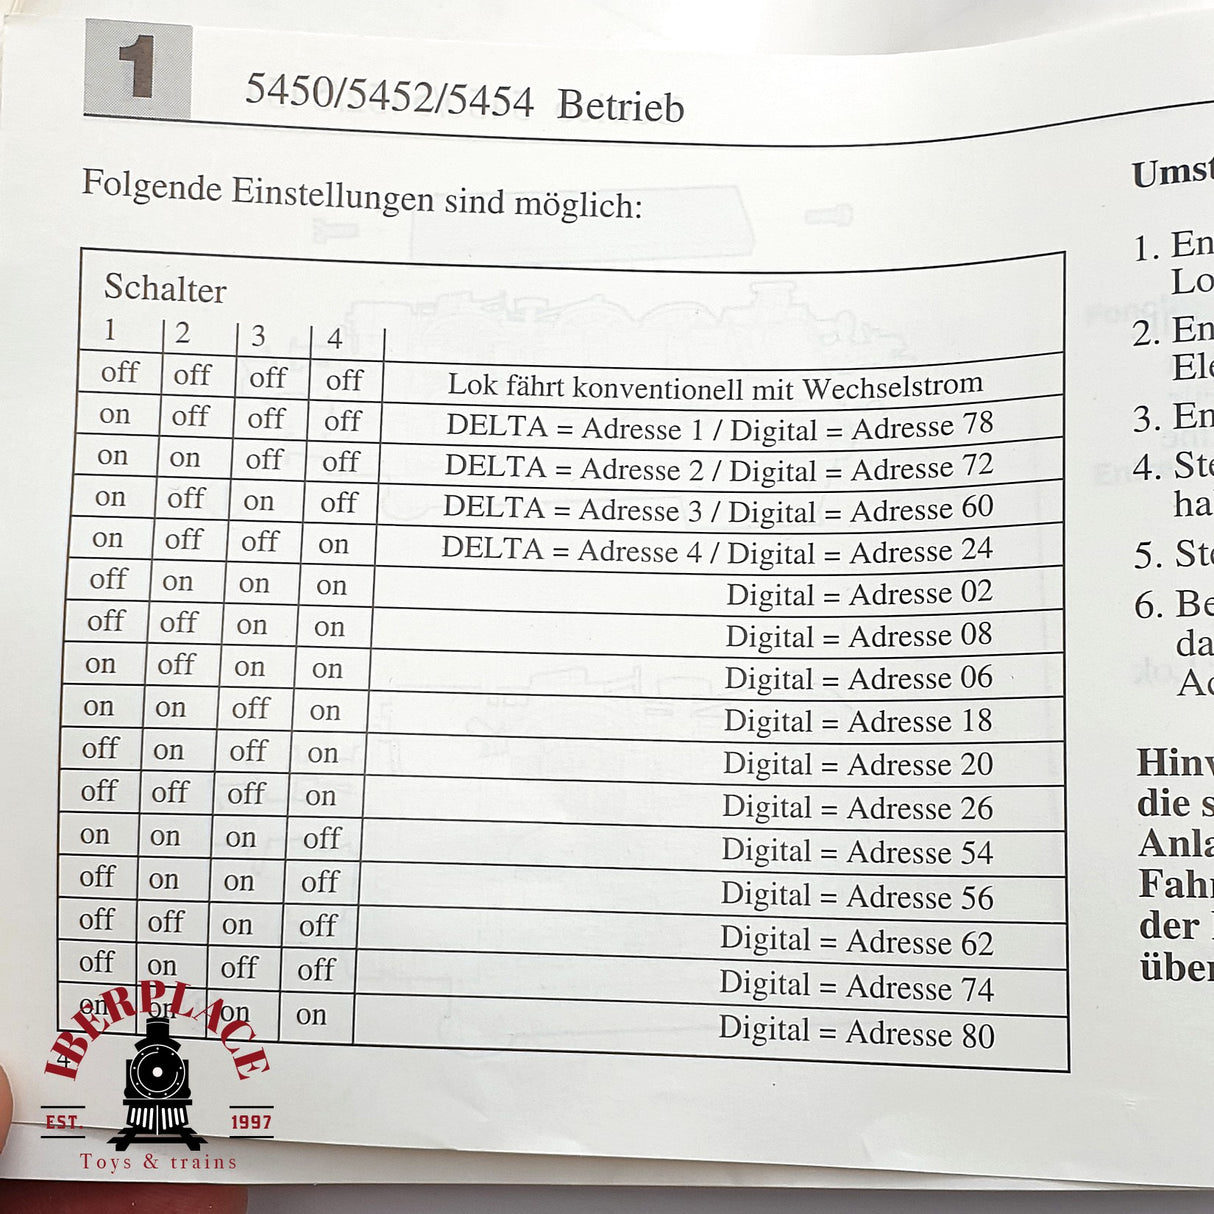 1
5450/5452/5454 Betrieb
Folgende Einstellungen sind möglich:
Schalter
1 2 3 4
off off off off Lok fährt konventionell mit Wechselstrom
on off off off DELTA = Adresse 1 / Digital = Adresse 78
on on off off DELTA = Adresse 2 / Digital = Adresse 72
on off on off DELTA = Adresse 3 / Digital = Adresse 60
on off off on DELTA = Adresse 4 / Digital = Adresse 24
off on on on Digital = Adresse 02
off off on on Digital = Adresse 08
on off on on Digital = Adresse 06
on on off on Digital = Adresse 18
off on off on Digital = Adresse 20
off off off on Digital = Adresse 26
on on on off Digital = Adresse 54
off on on off Digital = Adresse 56
off off on off Digital = Adresse 62
off on off off Digital = Adresse 74
on on on on Digital = Adresse 80
4
Umst
1. En
Lo
2. En
Ele
3. En
4. Ste
ha
5. Ste
6. Be
da
Ad
Hinv
die s
Anla
Fahr
der
über
IBERPLACE
EST. 1997
Toys & trains